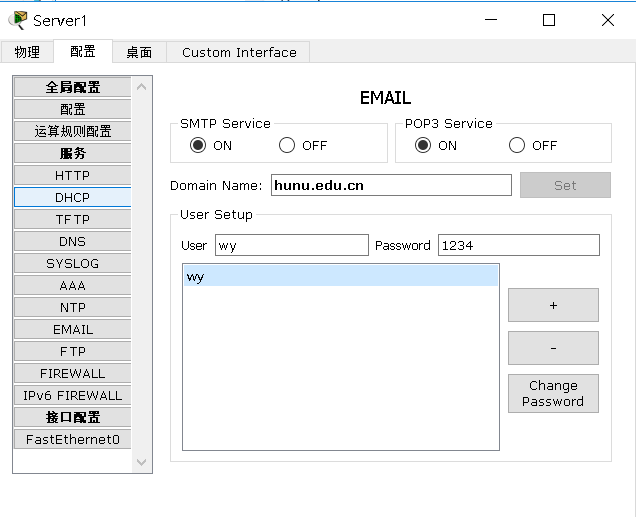 Server1
物理 配置 桌面 Custom Interface
全局配置
配置
运算规则配置
服务
HTTP
DHCP
TFTP
DNS
SYSLOG
AAA
NTP
EMAIL
FTP
FIREWALL
IPv6 FIREWALL
接口配置
FastEthernet0
EMAIL
SMTP Service
ON OFF
POP3 Service
ON OFF
Domain Name: hunu.edu.cn Set
User Setup
User wy Password 1234
wy
+
-
Change
Password